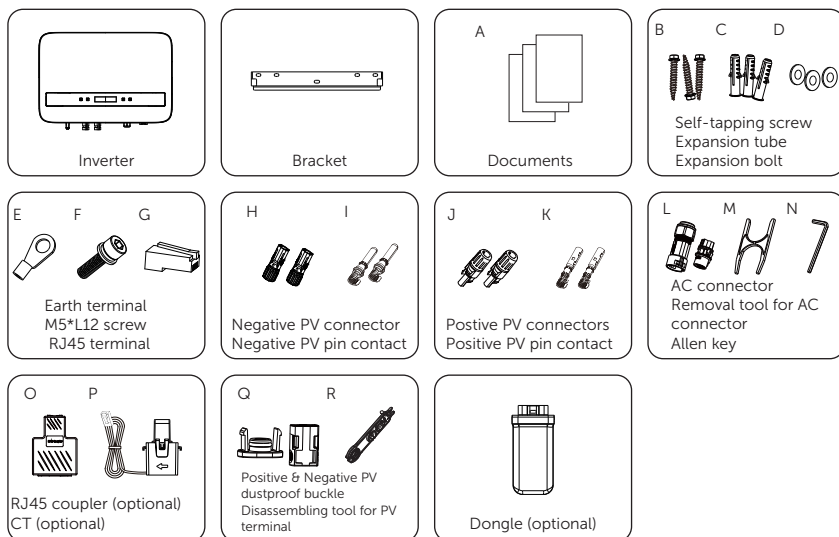 Inverter
Bracket
A
Documents
B C D
Self-tapping screw
Expansion tube
Expansion bolt
E F G
Earth terminal
M5*L12 screw
RJ45 terminal
H I
Negative PV connector
Negative PV pin contact
J K
Postive PV connectors
Positive PV pin contact
L M N
AC connector
Removal tool for AC
connector
Allen key
O P
RJ45 coupler (optional)
CT (optional)
Q R
Positive & Negative PV
dustproof buckle
Disassembling tool for PV
terminal
Dongle (optional)